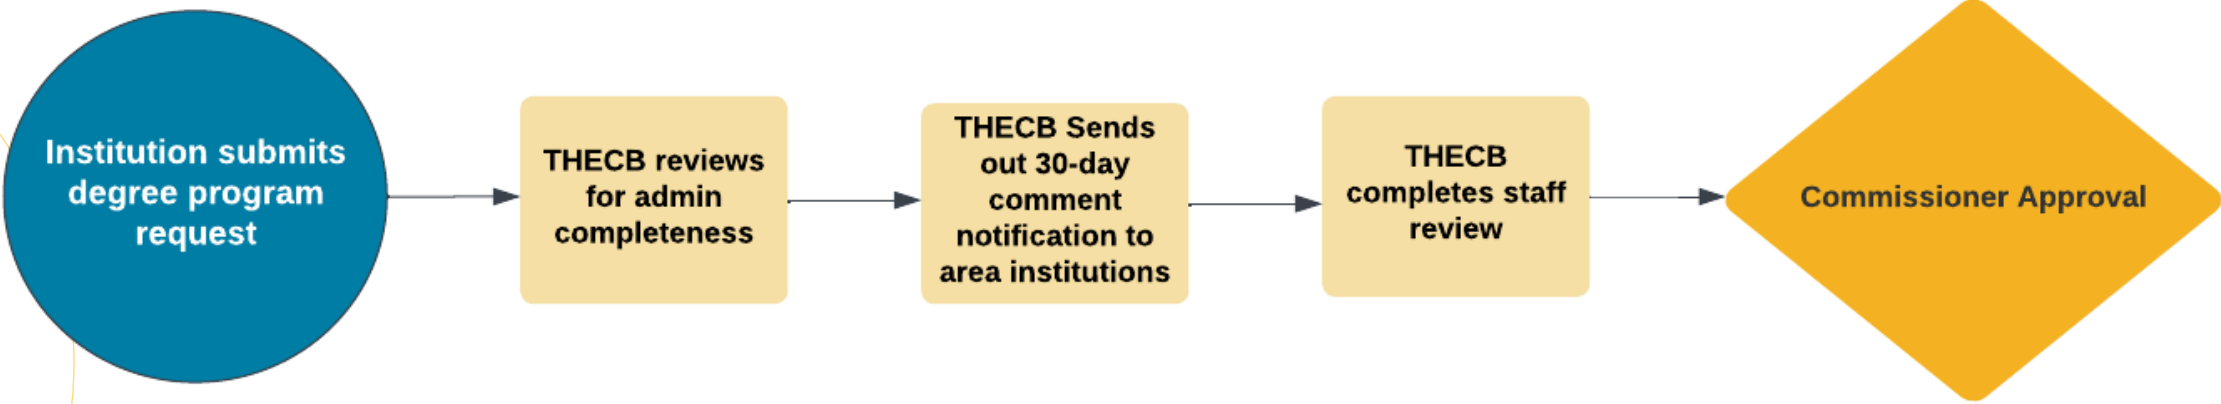 Institution submits
degree program
request
THECB reviews
for admin
completeness
THECB Sends
out 30-day
comment
notification to
area institutions
THECB
completes staff
review
Commissioner Approval